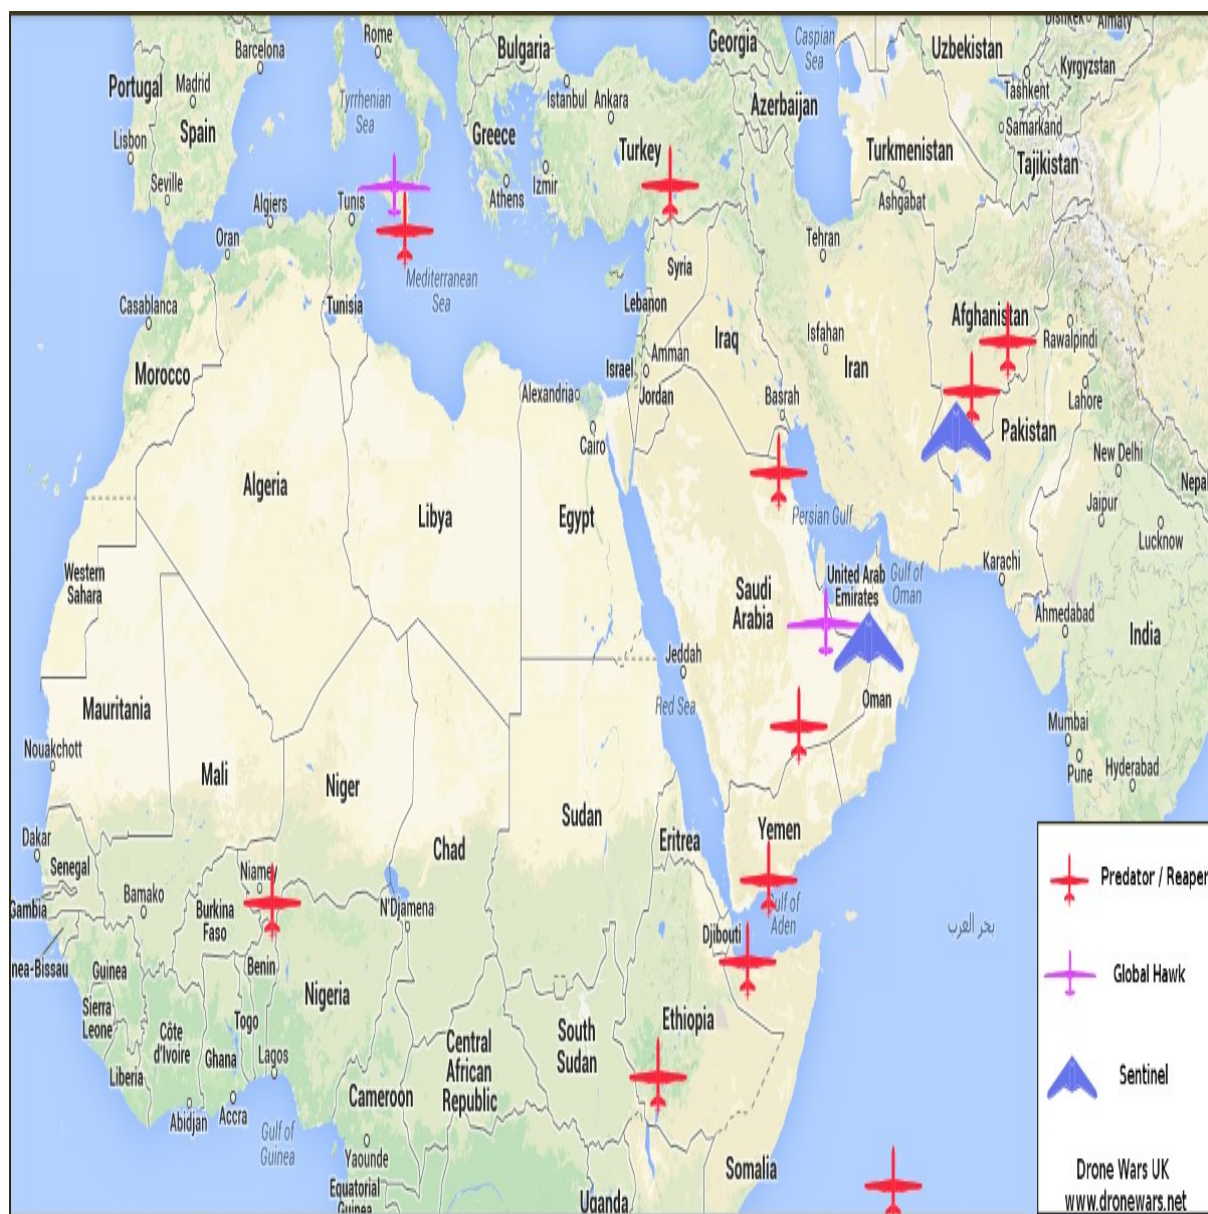 Rome
Barcelona
Bulgaria
Georgia
Caspian
Sea
Uzbekistan
Bishkek
Almaty
Kyrgyzstan
Portugal
Madrid
Tyrrhenian
Sea
Istanbul
Ankara
Azerbaijan
Tashkent
Samarkand
Lisbon
Spain
Greece
Turkey
Turkmenistan
Tajikistan
Seville
Algiers
Tunis
Athens
Izmir
Ashgabat
Oran
Tehran
Mediterranean
Sea
Syria
Casablanca
Tunisia
Lebanon
Iraq
Isfahan
Iran
Afghanistan
Rawalpindi
Morocco
Israel
Amman
Jordan
Alexandria
Basrah
Lahore
Cairo
Pakistan
New Delhi
Algeria
Libya
Egypt
Persian Gulf
Nepal
Jaipur
Lucknow
Western
Sahara
Saudi
Arabia
United Arab
Emirates
Gulf of
Oman
Karachi
Ahmedabad
India
Jeddah
Red Sea
Oman
Mauritania
Nouakchott
Mali
Niger
Mumbai
Pune
Hyderabad
Sudan
Eritrea
Yemen
Dakar
Senegal
Chad
Niamey
Bamako
Gambia
Burkina
Faso
N'Djamena
Gulf of
Aden
Djibouti
بحر العرب
nea-Bissau
Guinea
Benin
Nigeria
Ethiopia
Sierra
Leone
Côte
d'Ivoire
Ghana
Togo
Lagos
South
Sudan
Central
African
Republic
Liberia
Abidjan
Accra
Cameroon
Gulf of
Guinea
Yaounde
Equatorial
Guinea
Uganda
Somalia
Predator / Reaper
Global Hawk
Sentinel
Drone Wars UK
www.dronewars.net